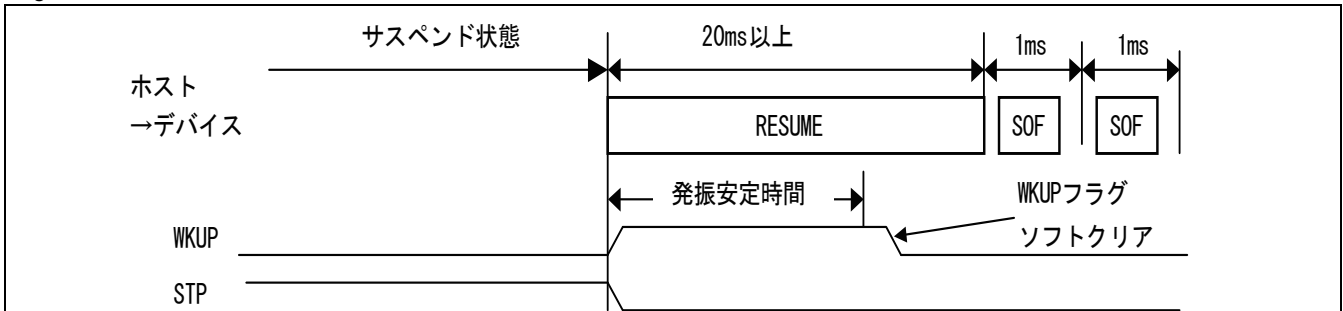 サスペンド状態 20ms以上 1ms 1ms
ホスト
→デバイス RESUME SOF SOF
発振安定時間 WKUPフラグ
WKUP ソフトクリア
STP